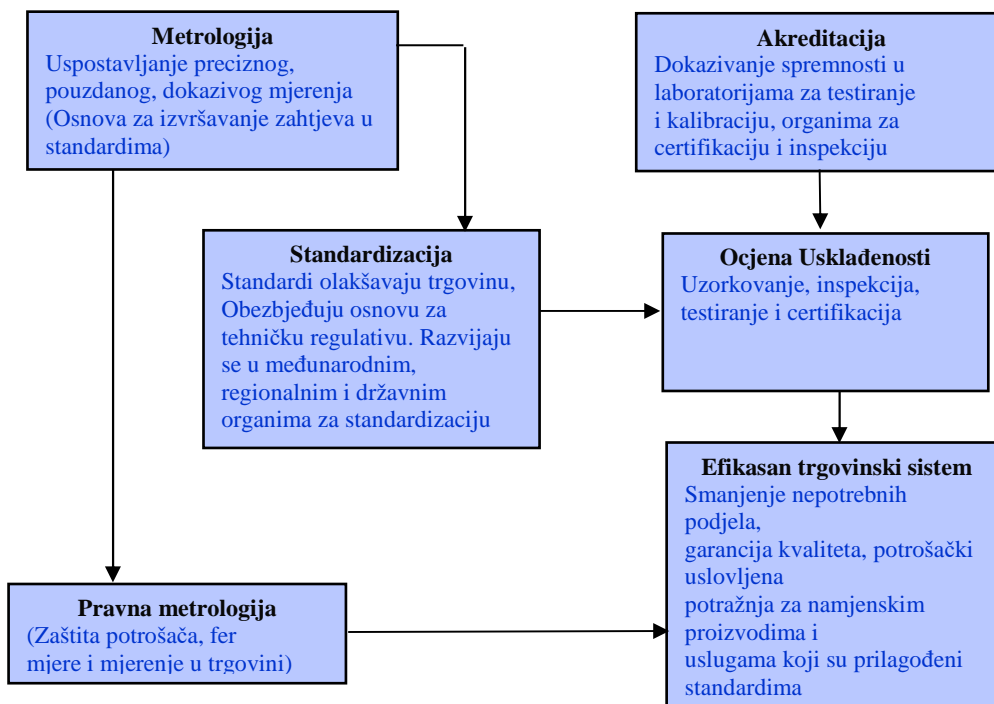 Metrologija
Uspostavljanje preciznog,
pouzdanog, dokazivog mjerenja
(Osnova za izvršavanje zahtjeva u
standardima)
Akreditacija
Dokazivanje spremnosti u
laboratorijama za testiranje
i kalibraciju, organima za
certifikaciju i inspekciju
Standardizacija
Standardi olakšavaju trgovinu,
Obezbjeđuju osnovu za
tehničku regulativu. Razvijaju
se u međunarodnim,
regionalnim i državnim
organima za standardizaciju
Ocjena Usklađenosti
Uzorkovanje, inspekcija,
testiranje i certifikacija
Efikasan trgovinski sistem
Smanjenje nepotrebnih
podjela,
garancija kvaliteta, potrošački
uslovljena
potražnja za namjenskim
proizvodima i
uslugama koji su prilagođeni
standardima
Pravna metrologija
(Zaštita potrošača, fer
mjere i mjerenje u trgovini)